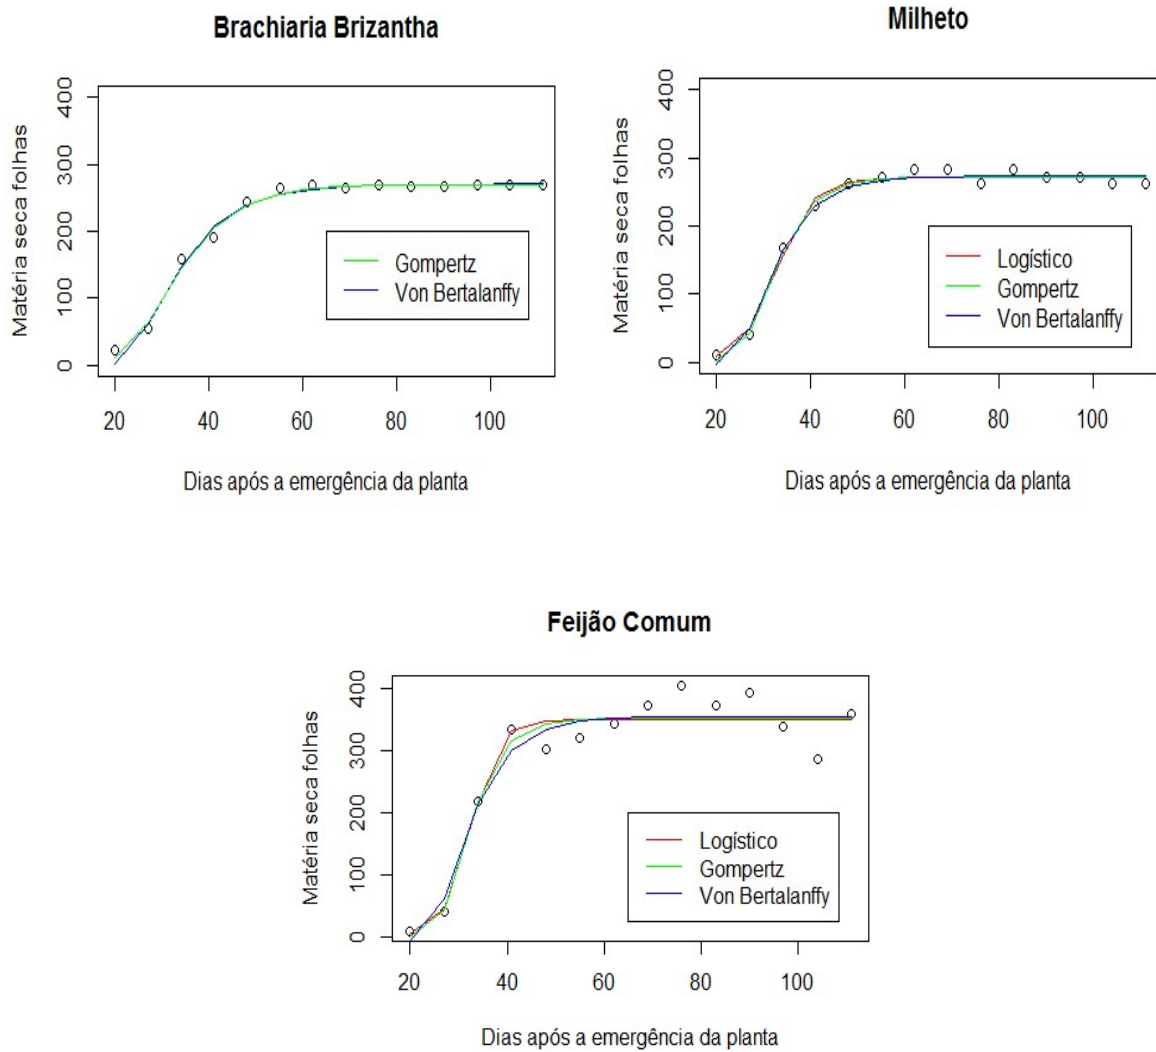 Brachiaria Brizantha
Matéria seca folhas
400
300
200
100
0
Gompertz
Von Bertalanffy
20 40 60 80 100
Dias após a emergência da planta
Milheto
Matéria seca folhas
400
300
200
100
0
Logístico
Gompertz
Von Bertalanffy
20 40 60 80 100
Dias após a emergência da planta
Feijão Comum
Matéria seca folhas
400
300
200
100
0
Logístico
Gompertz
Von Bertalanffy
20 40 60 80 100
Dias após a emergência da planta